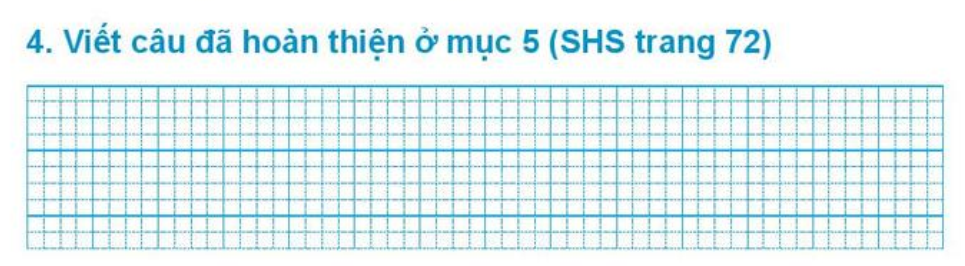 4. Viết câu đã hoàn thiện ở mục 5 (SHS trang 72)